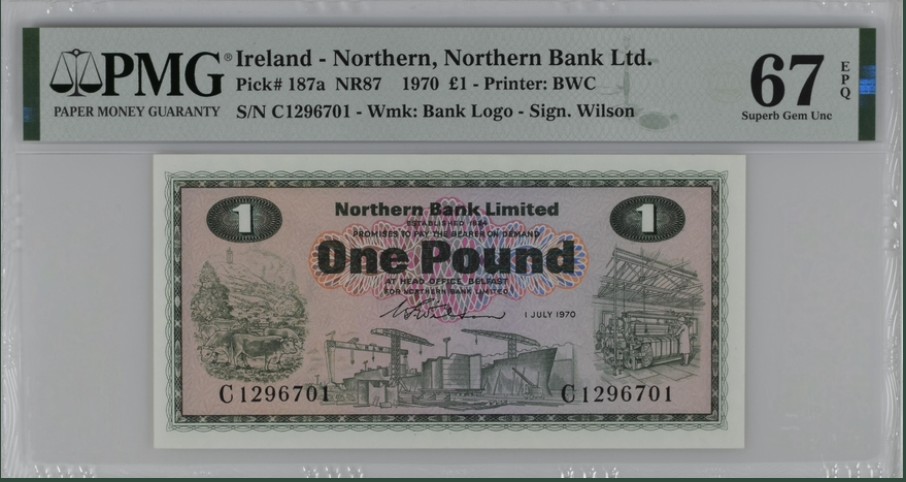 PMG®
PAPER MONEY GUARANTY
Ireland - Northern, Northern Bank Ltd.
Pick# 187a NR87 1970 £1 - Printer: BWC
S/N C1296701 - Wmk: Bank Logo - Sign. Wilson
67
EPQ
Superb Gem Unc
1
1
Northern Bank Limited
ESTABLISHED 1824
PROMISES TO PAY THE BEARER ON DEMAND
One Pound
AT HEAD OFFICE, BELFAST
FOR NORTHERN BANK LIMITED
1 JULY 1970
C1296701
C1296701